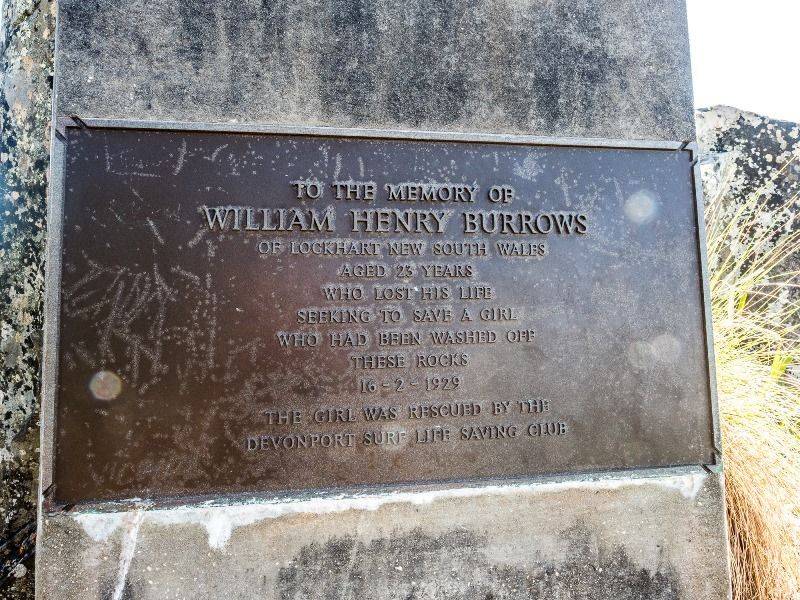 TO THE MEMORY OF
WILLIAM HENRY BURROWS
OF LOCKHART NEW SOUTH WALES
AGED 23 YEARS
WHO LOST HIS LIFE
SEEKING TO SAVE A GIRL
WHO HAD BEEN WASHED OFF
THESE ROCKS
16-2-1929
THE GIRL WAS RESCUED BY THE
DEVONPORT SURF LIFE SAVING CLUB